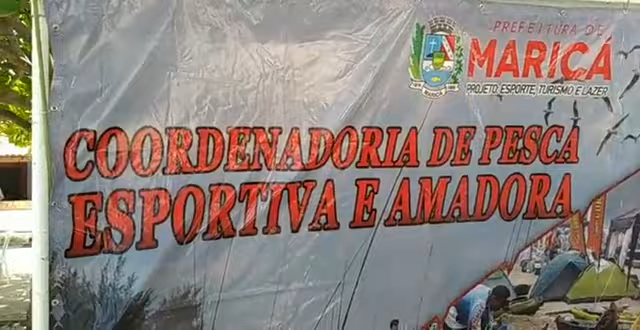 PREFEITURA DE
MARICÁ
PROJETO ESPORTE, TURISMO E LAZER
COORDENADORIA DE PESCA
ESPORTIVA E AMADORA